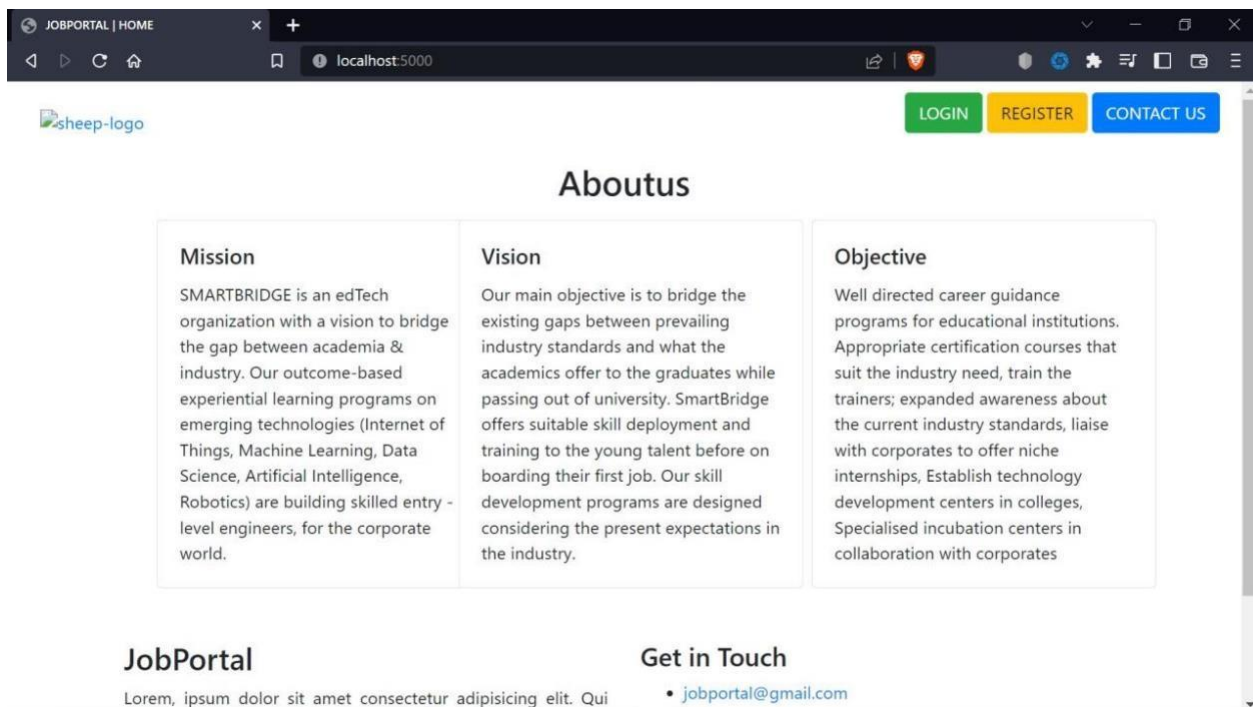 JOBPORTAL | HOME
localhost:5000
sheep-logo
LOGIN
REGISTER
CONTACT US
Aboutus
Mission
SMARTBRIDGE is an edTech
organization with a vision to bridge
the gap between academia &
industry. Our outcome-based
experiential learning programs on
emerging technologies (Internet of
Things, Machine Learning, Data
Science, Artificial Intelligence,
Robotics) are building skilled entry -
level engineers, for the corporate
world.
Vision
Our main objective is to bridge the
existing gaps between prevailing
industry standards and what the
academics offer to the graduates while
passing out of university. SmartBridge
offers suitable skill deployment and
training to the young talent before on
boarding their first job. Our skill
development programs are designed
considering the present expectations in
the industry.
Objective
Well directed career guidance
programs for educational institutions.
Appropriate certification courses that
suit the industry need, train the
trainers; expanded awareness about
the current industry standards, liaise
with corporates to offer niche
internships, Establish technology
development centers in colleges,
Specialised incubation centers in
collaboration with corporates
JobPortal
Lorem, ipsum dolor sit amet consectetur adipisicing elit. Qui
Get in Touch
• jobportal@gmail.com